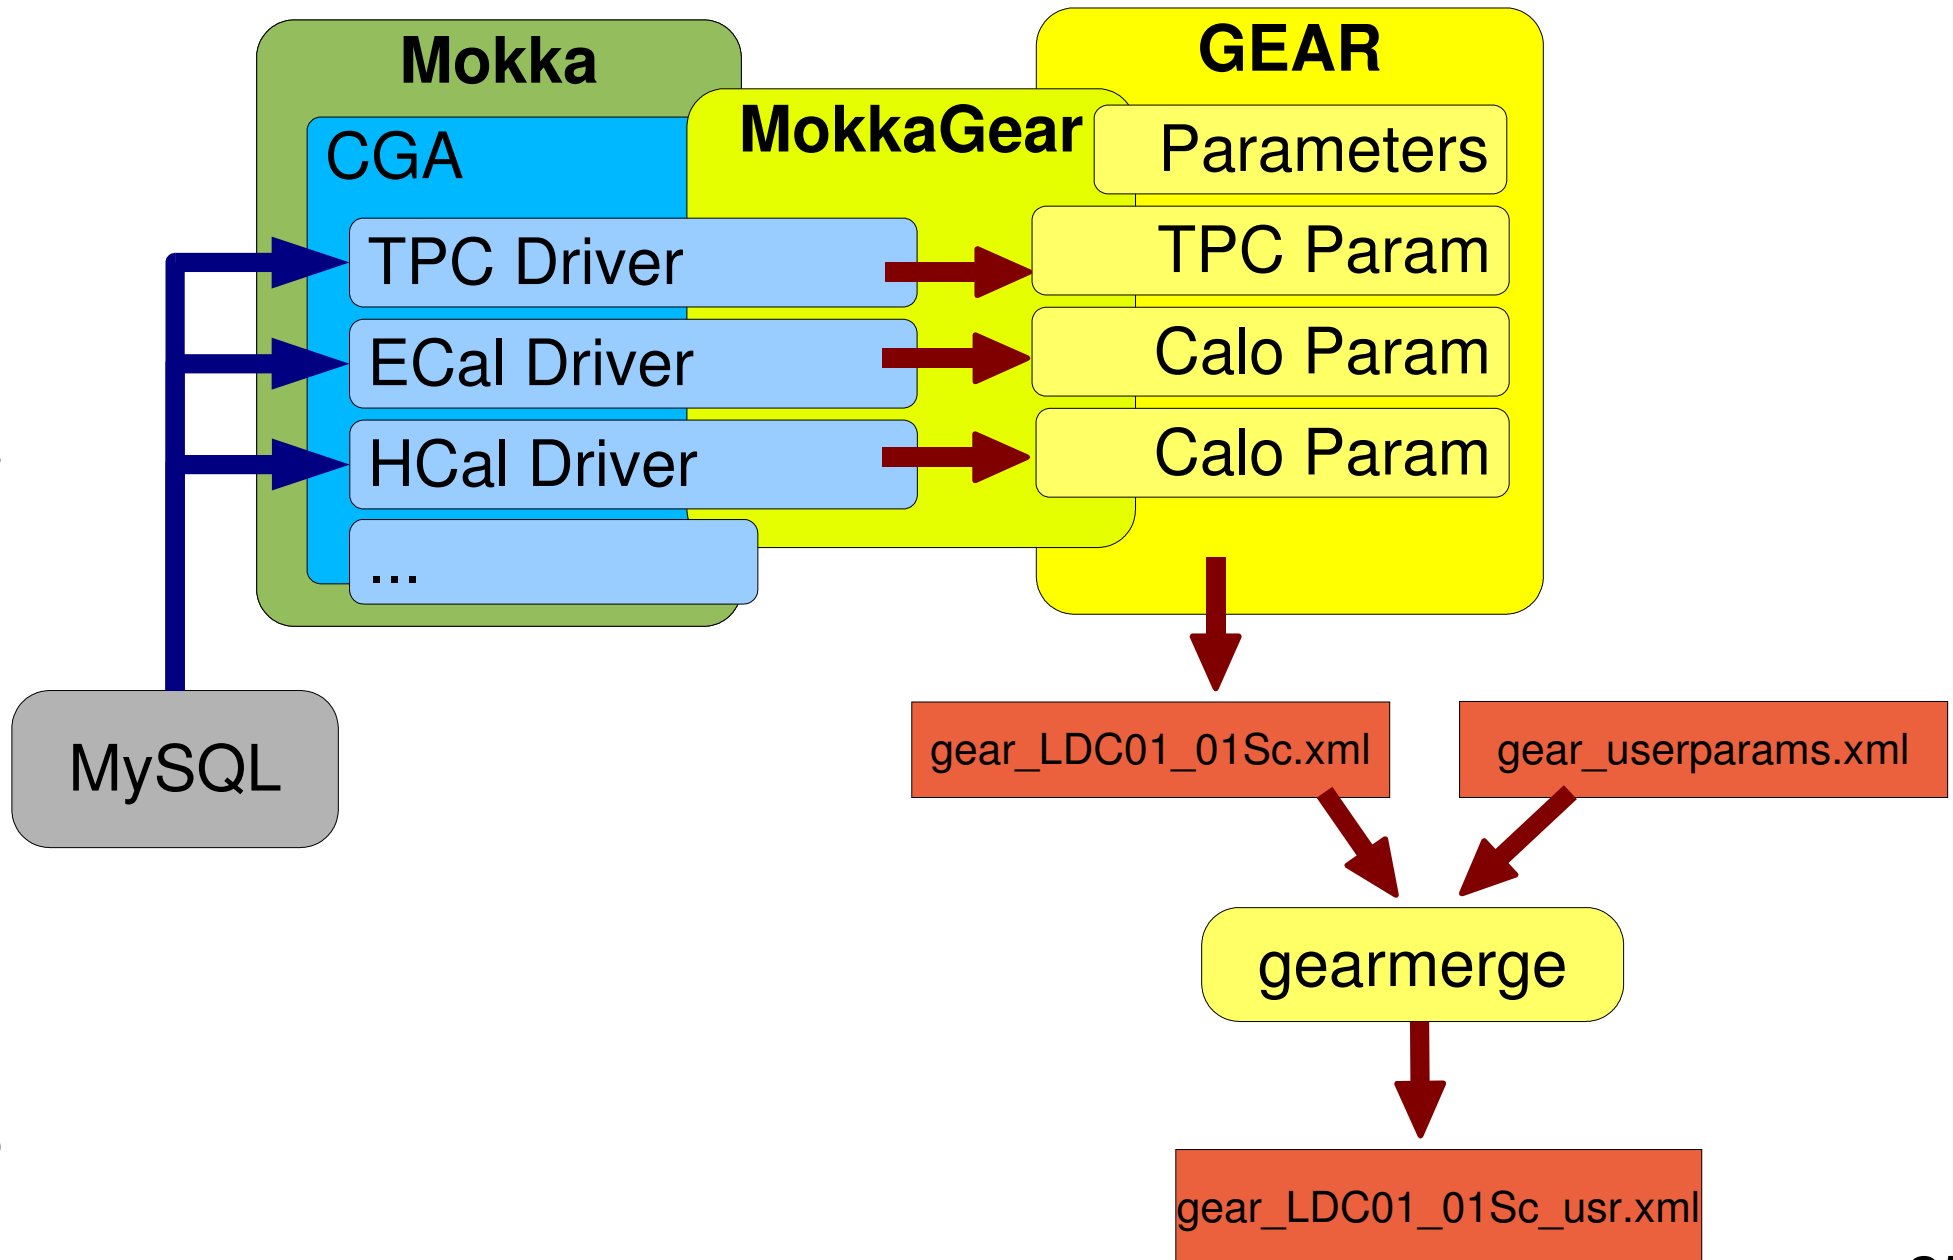 Mokka
GEAR
MokkaGear
CGA
Parameters
TPC Driver
TPC Param
ECal Driver
Calo Param
HCal Driver
Calo Param
...
MySQL
gear_LDC01_01Sc.xml
gear_userparams.xml
gearmerge
gear_LDC01_01Sc_usr.xml